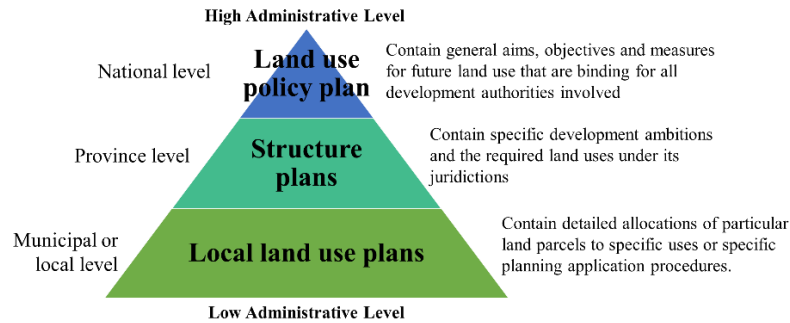 High Administrative Level
National level
Land use
policy plan
Contain general aims, objectives and measures
for future land use that are binding for all
development authorities involved
Province level
Structure
plans
Contain specific development ambitions
and the required land uses under its
juridictions
Municipal or
local level
Local land use plans
Contain detailed allocations of particular
land parcels to specific uses or specific
planning application procedures.
Low Administrative Level